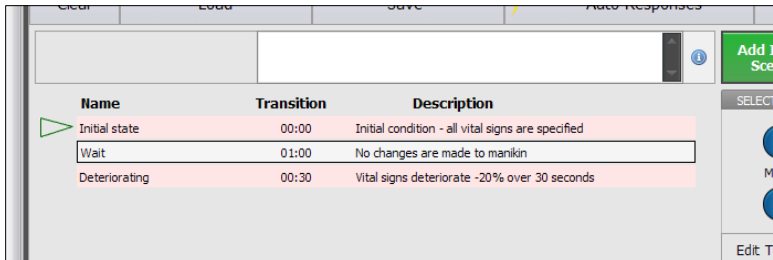 Clear Load Save Auto Responses
Add
SELECT
Name Transition Description
Initial state 00:00 Initial condition - all vital signs are specified
Wait 01:00 No changes are made to manikin
Deteriorating 00:30 Vital signs deteriorate -20% over 30 seconds
Edit